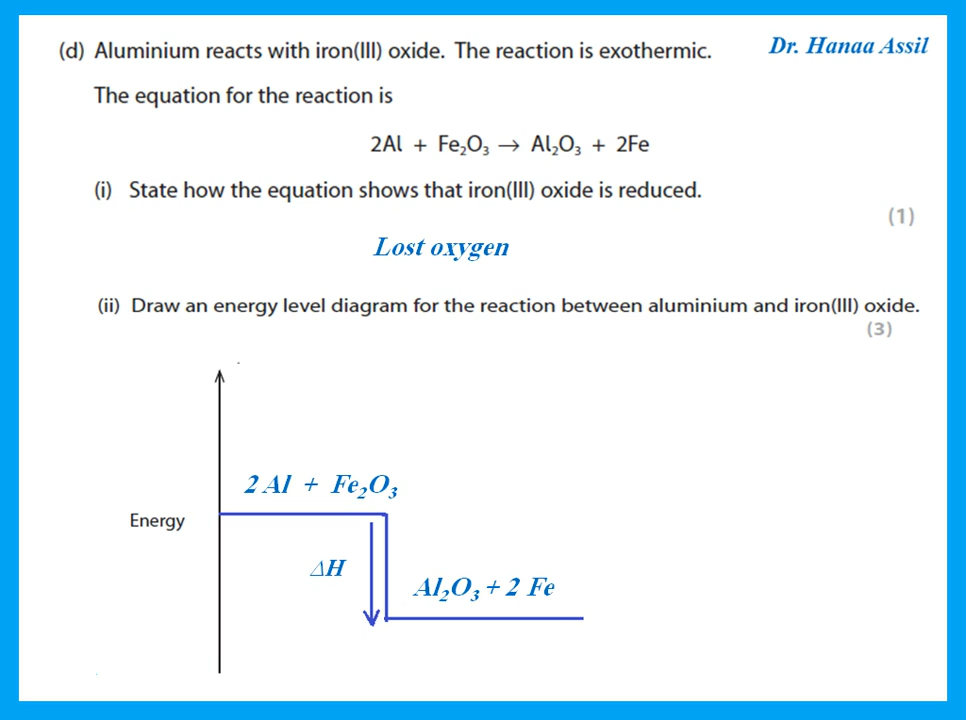 (d) Aluminium reacts with iron(III) oxide. The reaction is exothermic.
Dr. Hanaa Assil
The equation for the reaction is
2Al + Fe₂O₃ → Al₂O₃ + 2Fe
(i) State how the equation shows that iron(III) oxide is reduced.
(1)
Lost oxygen
(ii) Draw an energy level diagram for the reaction between aluminium and iron(III) oxide.
(3)
2 Al + Fe₂O₃
Energy
ΔH
Al₂O₃ + 2 Fe